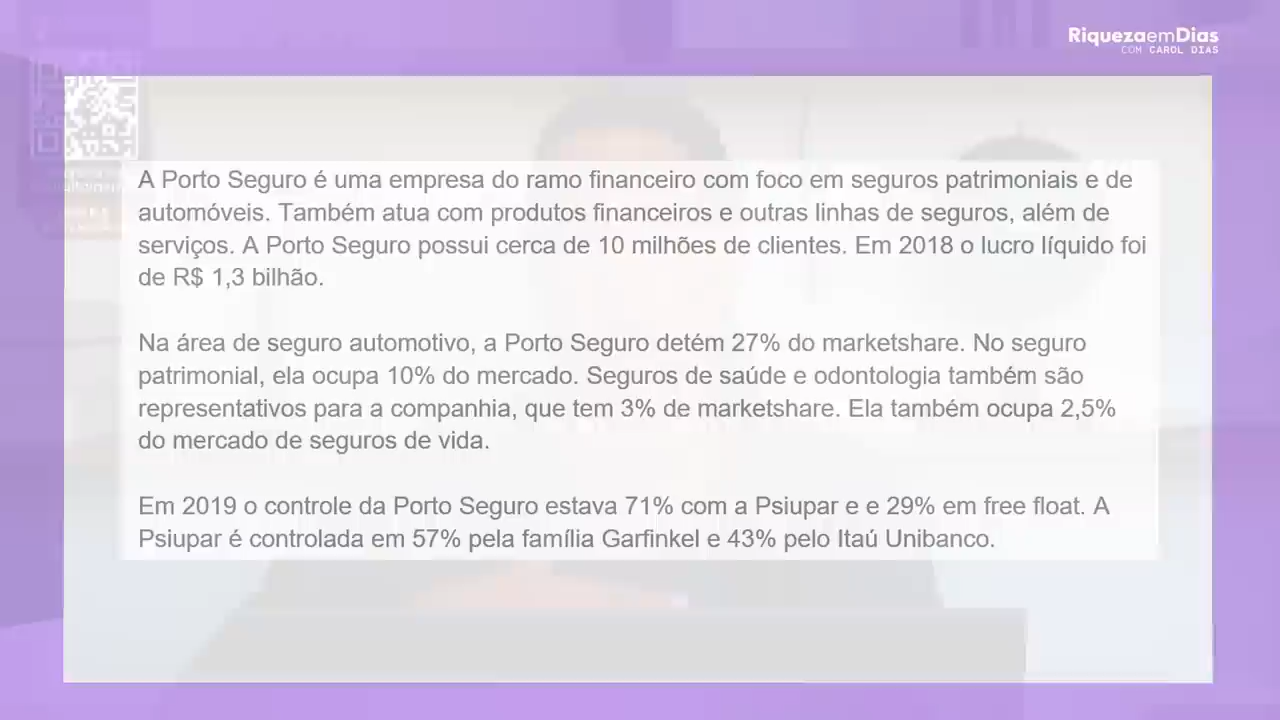 RiquezaemDias
COM CAROL DIAS
A Porto Seguro é uma empresa do ramo financeiro com foco em seguros patrimoniais e de
automóveis. Também atua com produtos financeiros e outras linhas de seguros, além de
serviços. A Porto Seguro possui cerca de 10 milhões de clientes. Em 2018 o lucro líquido foi
de R$ 1,3 bilhão.
Na área de seguro automotivo, a Porto Seguro detém 27% do marketshare. No seguro
patrimonial, ela ocupa 10% do mercado. Seguros de saúde e odontologia também são
representativos para a companhia, que tem 3% de marketshare. Ela também ocupa 2,5%
do mercado de seguros de vida.
Em 2019 o controle da Porto Seguro estava 71% com a Psiupar e e 29% em free float. A
Psiupar é controlada em 57% pela família Garfinkel e 43% pelo Itaú Unibanco.